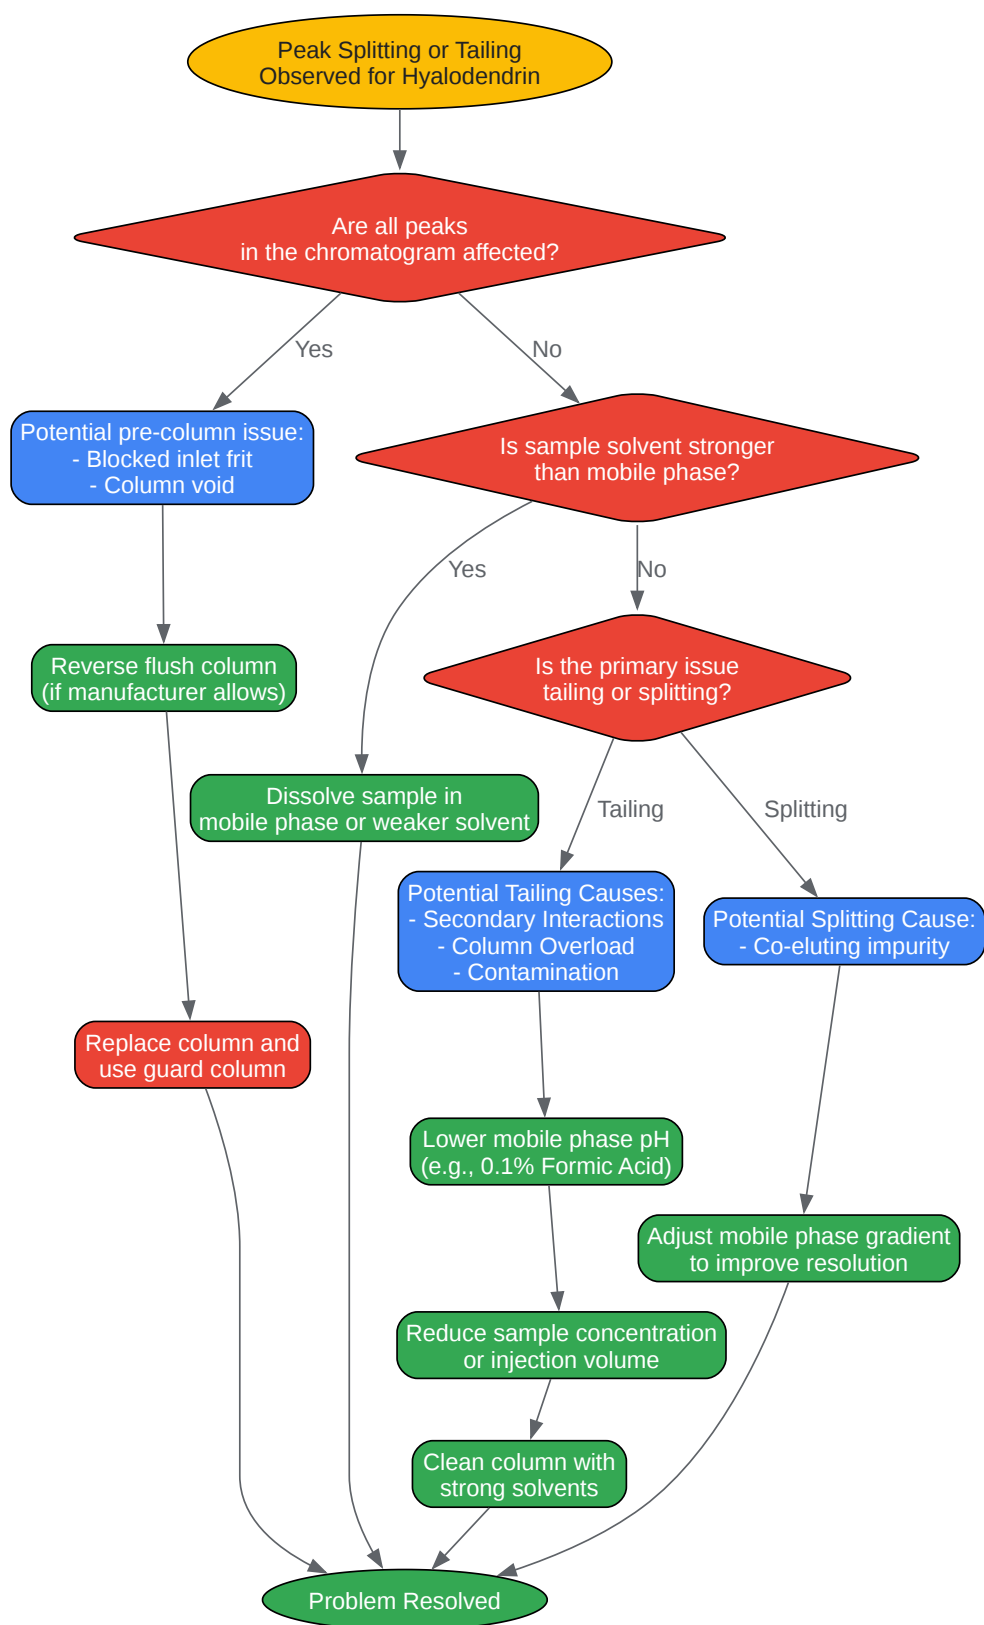 Peak Splitting or Tailing
Observed for Hyalodendrin
Are all peaks
in the chromatogram affected?
Yes
No
Potential pre-column issue:
- Blocked inlet frit
- Column void
Is sample solvent stronger
than mobile phase?
Yes
No
Reverse flush column
(if manufacturer allows)
Is the primary issue
tailing or splitting?
Dissolve sample in
mobile phase or weaker solvent
Tailing
Splitting
Potential Tailing Causes:
- Secondary Interactions
- Column Overload
- Contamination
Potential Splitting Cause:
- Co-eluting impurity
Replace column and
use guard column
Lower mobile phase pH
(e.g., 0.1% Formic Acid)
Adjust mobile phase gradient
to improve resolution
Reduce sample concentration
or injection volume
Clean column with
strong solvents
Problem Resolved